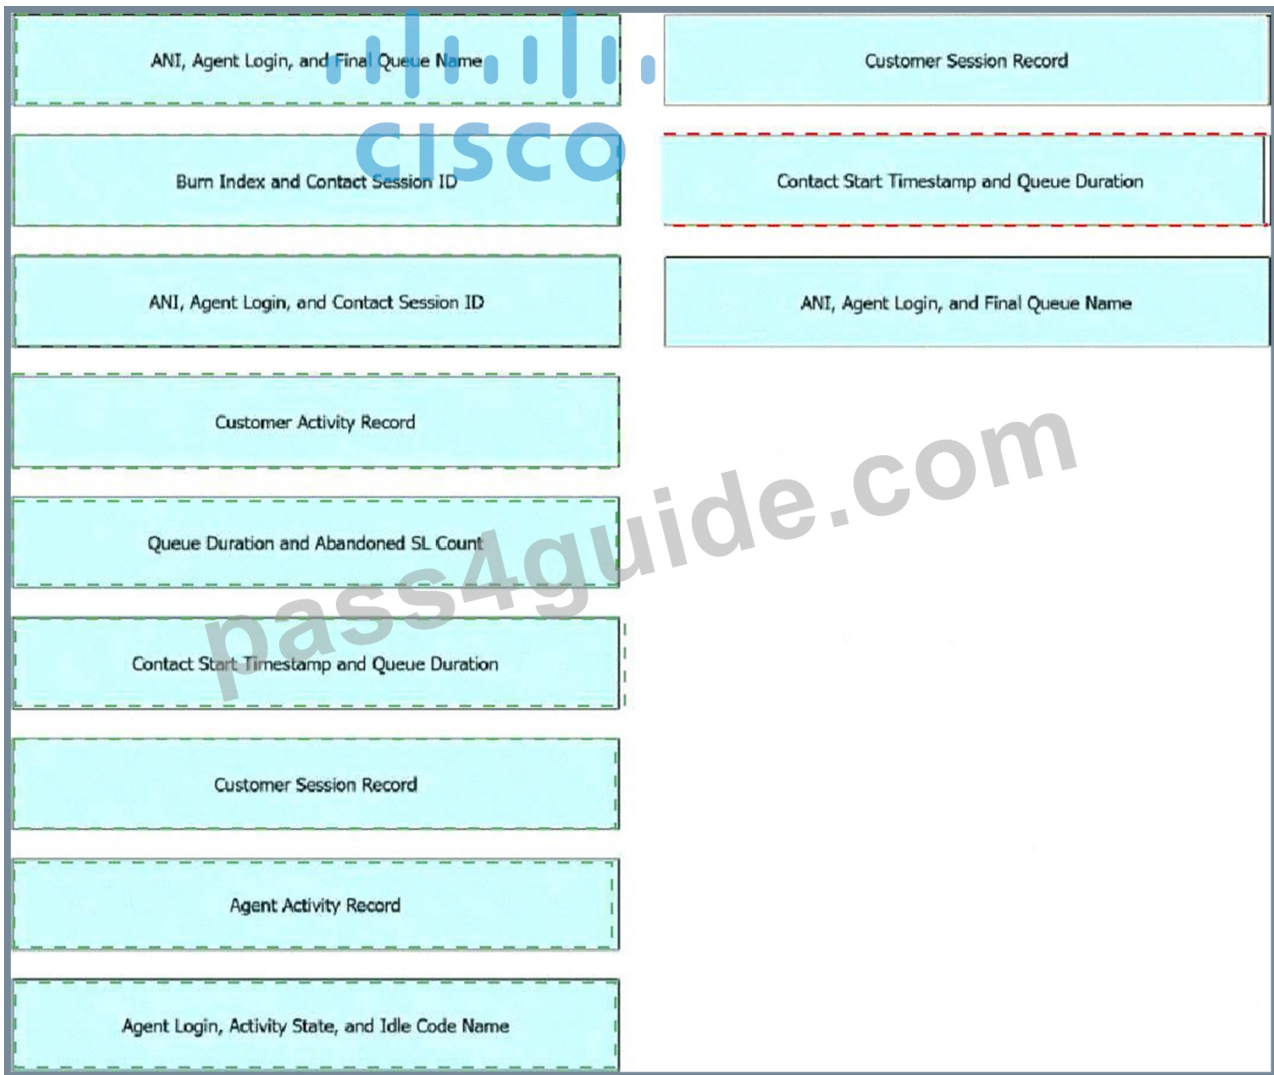 ANI, Agent Login, and Final Queue Name
Customer Session Record
CISCO
Burn Index and Contact Session ID
Contact Start Timestamp and Queue Duration
ANI, Agent Login, and Contact Session ID
ANI, Agent Login, and Final Queue Name
Customer Activity Record
Queue Duration and Abandoned SL Count
pass4guide.com
Contact Start Timestamp and Queue Duration
Customer Session Record
Agent Activity Record
Agent Login, Activity State, and Idle Code Name